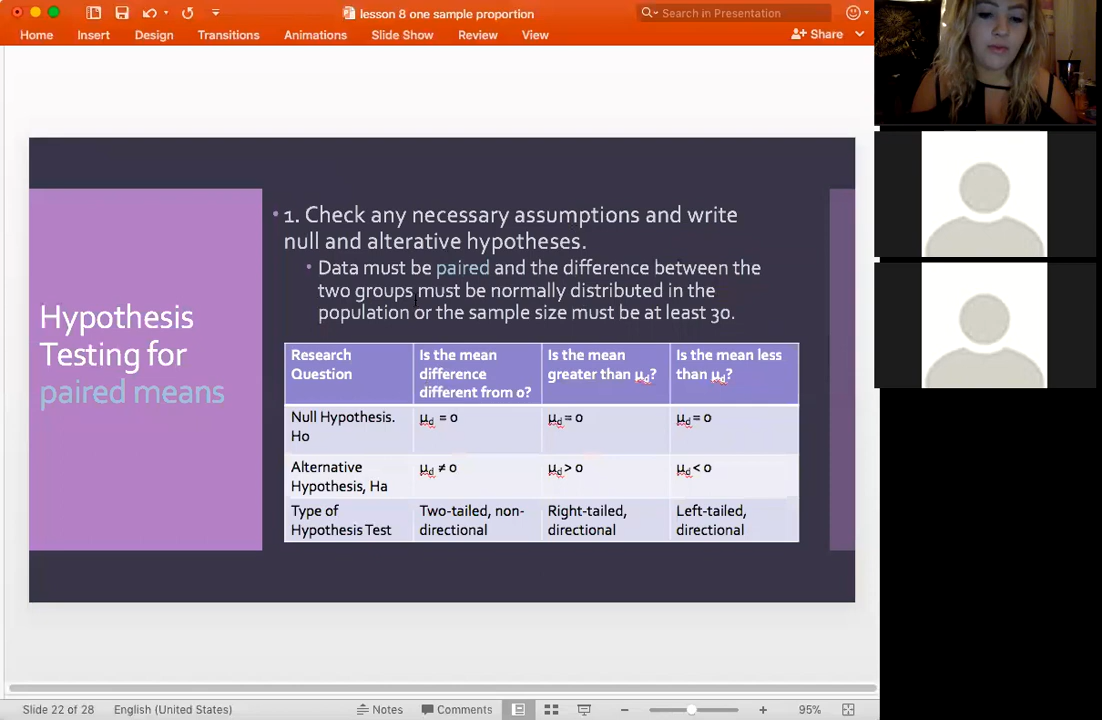 lesson 8 one sample proportion
Search in Presentation
Home Insert Design Transitions Animations Slide Show Review View
Share
Hypothesis
Testing for
paired means
• 1. Check any necessary assumptions and write
null and alterative hypotheses.
• Data must be paired and the difference between the
two groups must be normally distributed in the
population or the sample size must be at least 30.
Research
Question
Is the mean
difference
different from 0?
Is the mean
greater than μd?
Is the mean less
than μd?
Null Hypothesis.
Ho
μd = 0
μd = 0
μd = 0
Alternative
Hypothesis, Ha
μd ≠ 0
μd > 0
μd < 0
Type of
Hypothesis Test
Two-tailed, non-
directional
Right-tailed,
directional
Left-tailed,
directional
Slide 22 of 28 English (United States) Notes Comments 95%